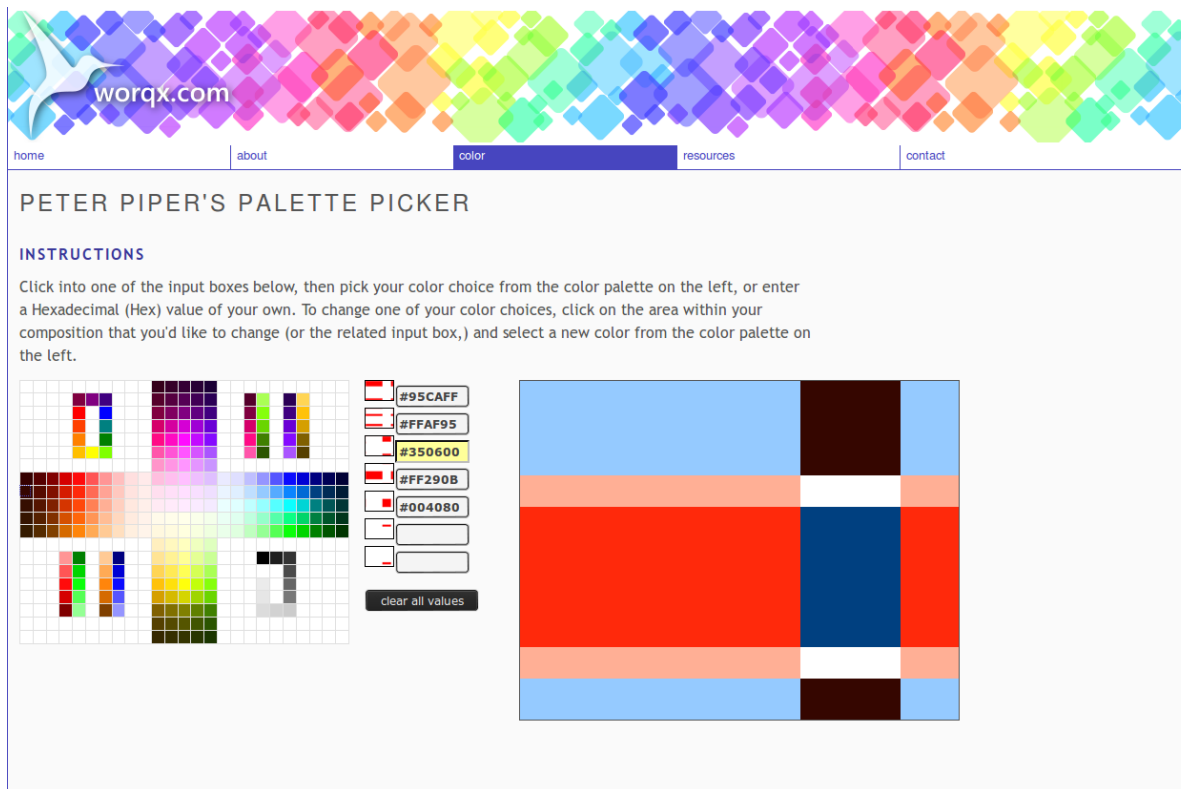 worqx.com
home about color resources contact
PETER PIPER'S PALETTE PICKER
INSTRUCTIONS
Click into one of the input boxes below, then pick your color choice from the color palette on the left, or enter
a Hexadecimal (Hex) value of your own. To change one of your color choices, click on the area within your
composition that you'd like to change (or the related input box,) and select a new color from the color palette on
the left.
#95CAFF
#FFAF95
#350600
#FF290B
#004080
clear all values